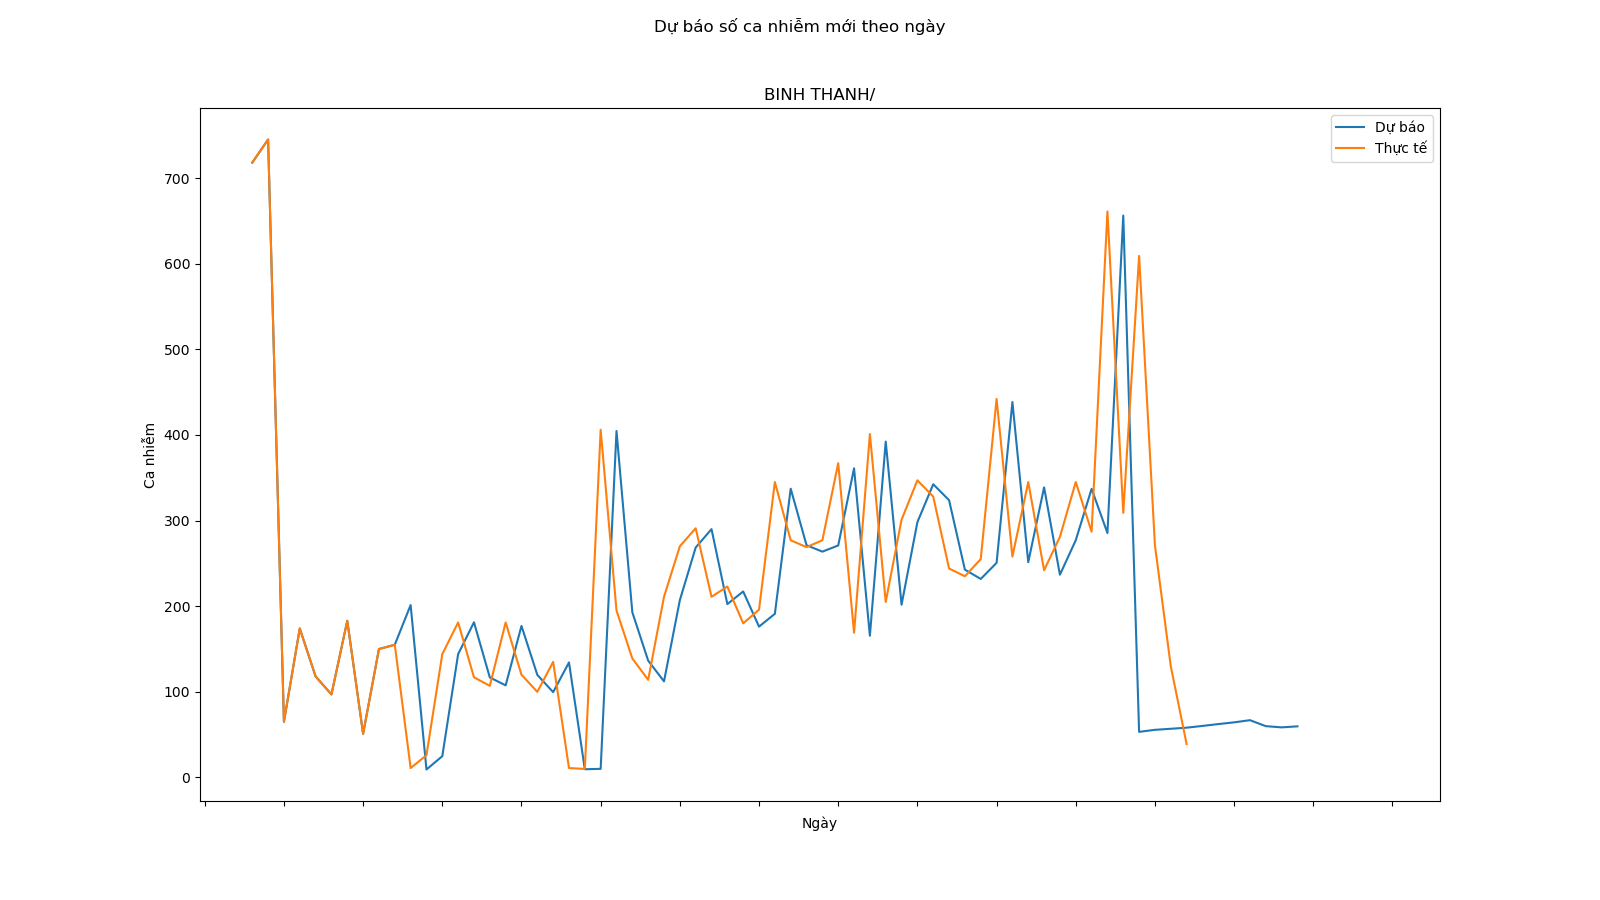 Dự báo số ca nhiễm mới theo ngày
BINH THANH/
Dự báo
Thực tế
700
600
500
400
300
200
100
0
Ca nhiễm
Ngày